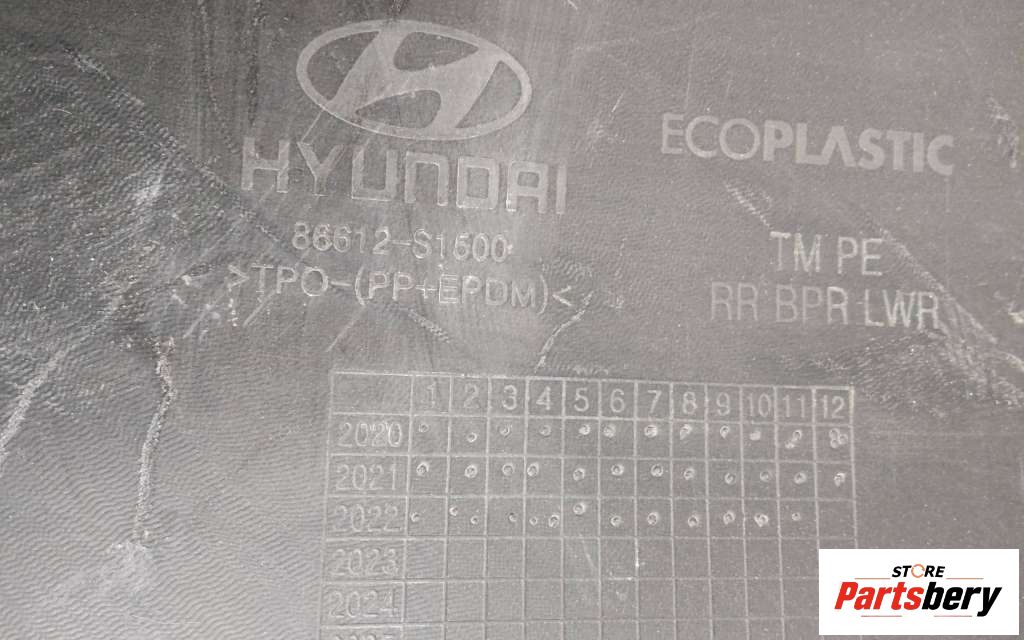 HYUNDAI
86612-S1500
>TPO-(PP+EPDM)<
ECOPLASTIC
TM PE
RR BPR LWR
1 2 3 4 5 6 7 8 9 10 11 12
2020
2021
2022
2023
2024
STORE
Partsbery